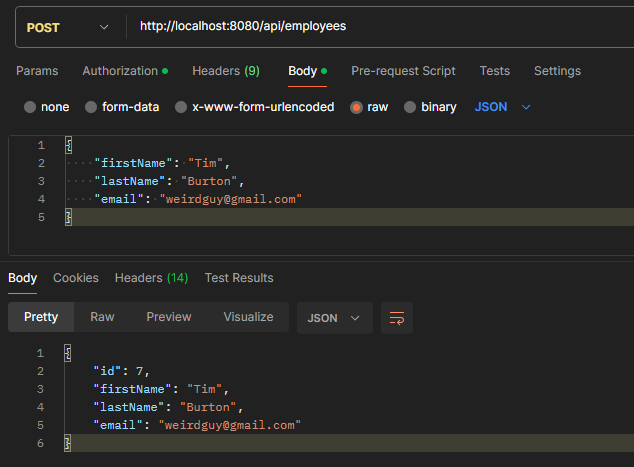 POST http://localhost:8080/api/employees
Params Authorization Headers (9) Body Pre-request Script Tests Settings
none form-data x-www-form-urlencoded raw binary JSON
1 {
2 "firstName": "Tim",
3 "lastName": "Burton",
4 "email": "weirdguy@gmail.com"
5 }
Body Cookies Headers (14) Test Results
Pretty Raw Preview Visualize JSON
1 {
2 "id": 7,
3 "firstName": "Tim",
4 "lastName": "Burton",
5 "email": "weirdguy@gmail.com"
6 }